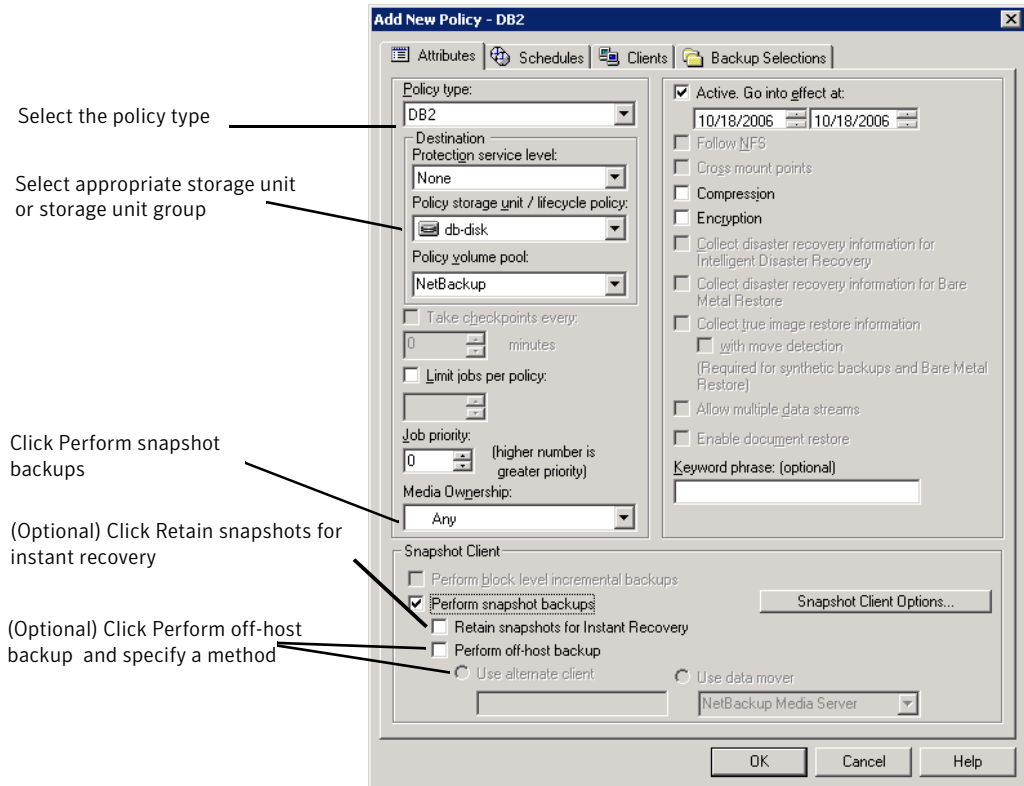 Add New Policy - DB2
Attributes
Schedules
Clients
Backup Selections
Select the policy type
Select appropriate storage unit
or storage unit group
Click Perform snapshot
backups
(Optional) Click Retain snapshots for
instant recovery
(Optional) Click Perform off-host
backup and specify a method
Policy type:
DB2
Destination
Protection service level:
None
Policy storage unit / lifecycle policy:
db-disk
Policy volume pool:
NetBackup
Take checkpoints every:
0
minutes
Limit jobs per policy:
Job priority:
0
(higher number is
greater priority)
Media Ownership:
Any
Active. Go into effect at:
10/18/2006
10/18/2006
Follow NFS
Cross mount points
Compression
Encryption
Collect disaster recovery information for
Intelligent Disaster Recovery
Collect disaster recovery information for Bare
Metal Restore
Collect true image restore information
with move detection
(Required for synthetic backups and Bare Metal
Restore)
Allow multiple data streams
Enable document restore
Keyword phrase: (optional)
Snapshot Client
Perform block level incremental backups
Perform snapshot backups
Snapshot Client Options...
Retain snapshots for Instant Recovery
Perform off-host backup
Use alternate client
Use data mover
NetBackup Media Server
OK
Cancel
Help